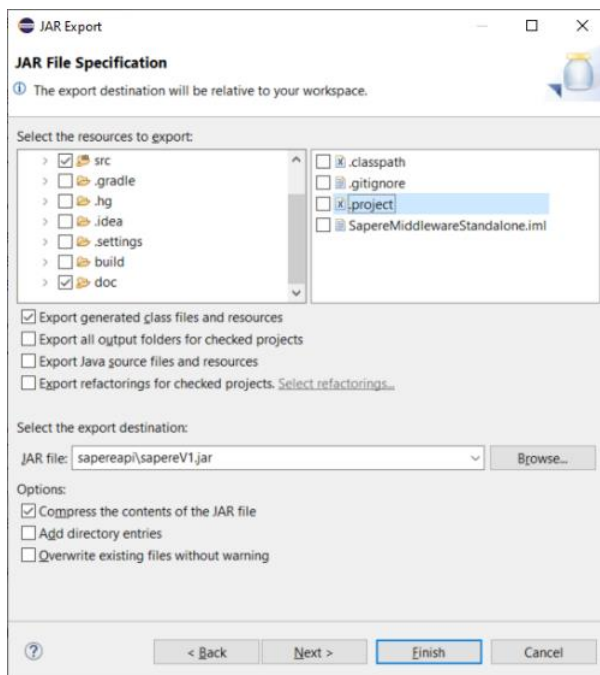 JAR Export
JAR File Specification
The export destination will be relative to your workspace.
Select the resources to export:
src
.gradle
.hg
.idea
.settings
build
doc
.classpath
.gitignore
.project
SapereMiddlewareStandalone.iml
Export generated class files and resources
Export all output folders for checked projects
Export Java source files and resources
Export refactorings for checked projects. Select refactorings...
Select the export destination:
JAR file: sapereapi\sapereV1.jar Browse...
Options:
Compress the contents of the JAR file
Add directory entries
Overwrite existing files without warning
? < Back Next > Finish Cancel